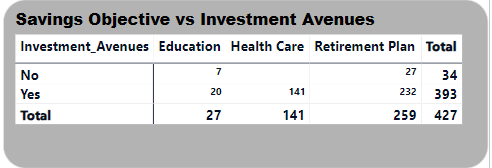 Savings Objective vs Investment Avenues
Investment_Avenues Education Health Care Retirement Plan Total
No 7 27 34
Yes 20 141 232 393
Total 27 141 259 427